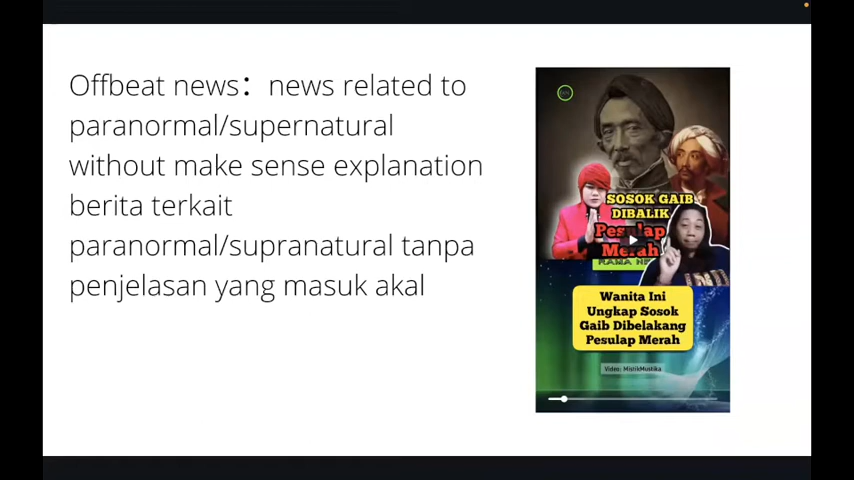 Offbeat news：news related to
paranormal/supernatural
without make sense explanation
berita terkait
paranormal/supranatural tanpa
penjelasan yang masuk akal
SOSOK GAIB
DIBALIK
Pesulap
Merah
Wanita Ini
Ungkap Sosok
Gaib Dibelakang
Pesulap Merah
Video: MistikMustika